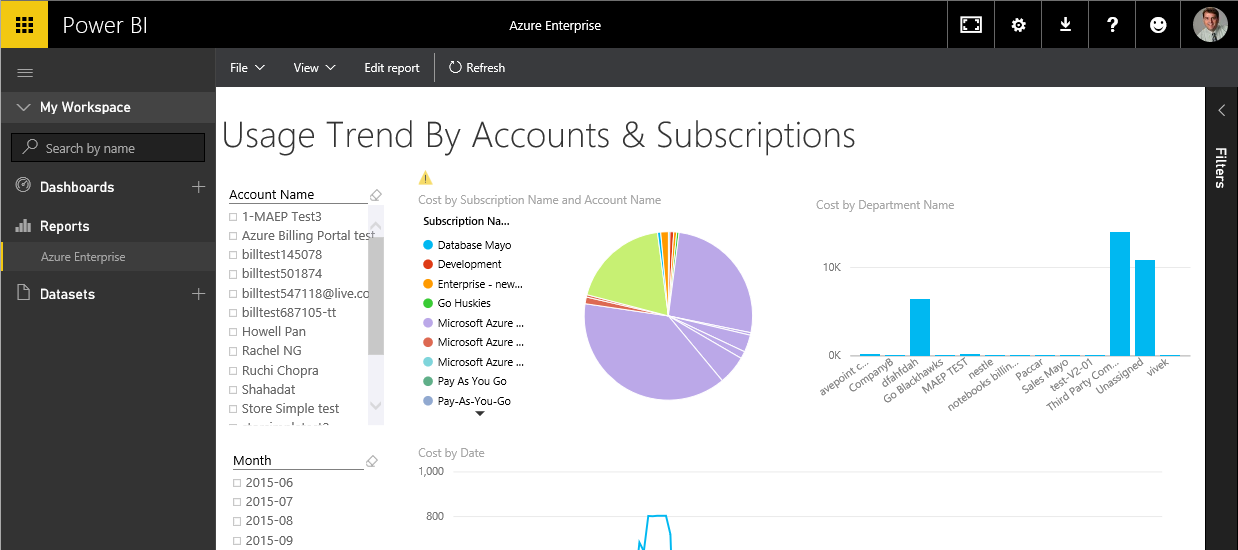 Power BI
Azure Enterprise
?
File
View
Edit report
Refresh
My Workspace
Search by name
Dashboards
Reports
Azure Enterprise
Datasets
Filters
Usage Trend By Accounts & Subscriptions
Account Name
1-MAEP Test3
Azure Billing Portal test
billtest145078
billtest501874
billtest547118@live.co
billtest687105-tt
Howell Pan
Rachel NG
Ruchi Chopra
Shahadat
Store Simple test
Month
2015-06
2015-07
2015-08
2015-09
Cost by Subscription Name and Account Name
Subscription Na...
Database Mayo
Development
Enterprise - new...
Go Huskies
Microsoft Azure ...
Microsoft Azure ...
Microsoft Azure ...
Pay As You Go
Pay-As-You-Go
Cost by Department Name
10K
0K
avepoint c...
CompanyB
dfahfdah
Go Blackhawks
MAEP TEST
nestle
notebooks billin...
Paccar
Sales Mayo
test-V2-01
Third Party Com...
Unassigned
vivek
Cost by Date
1,000
800